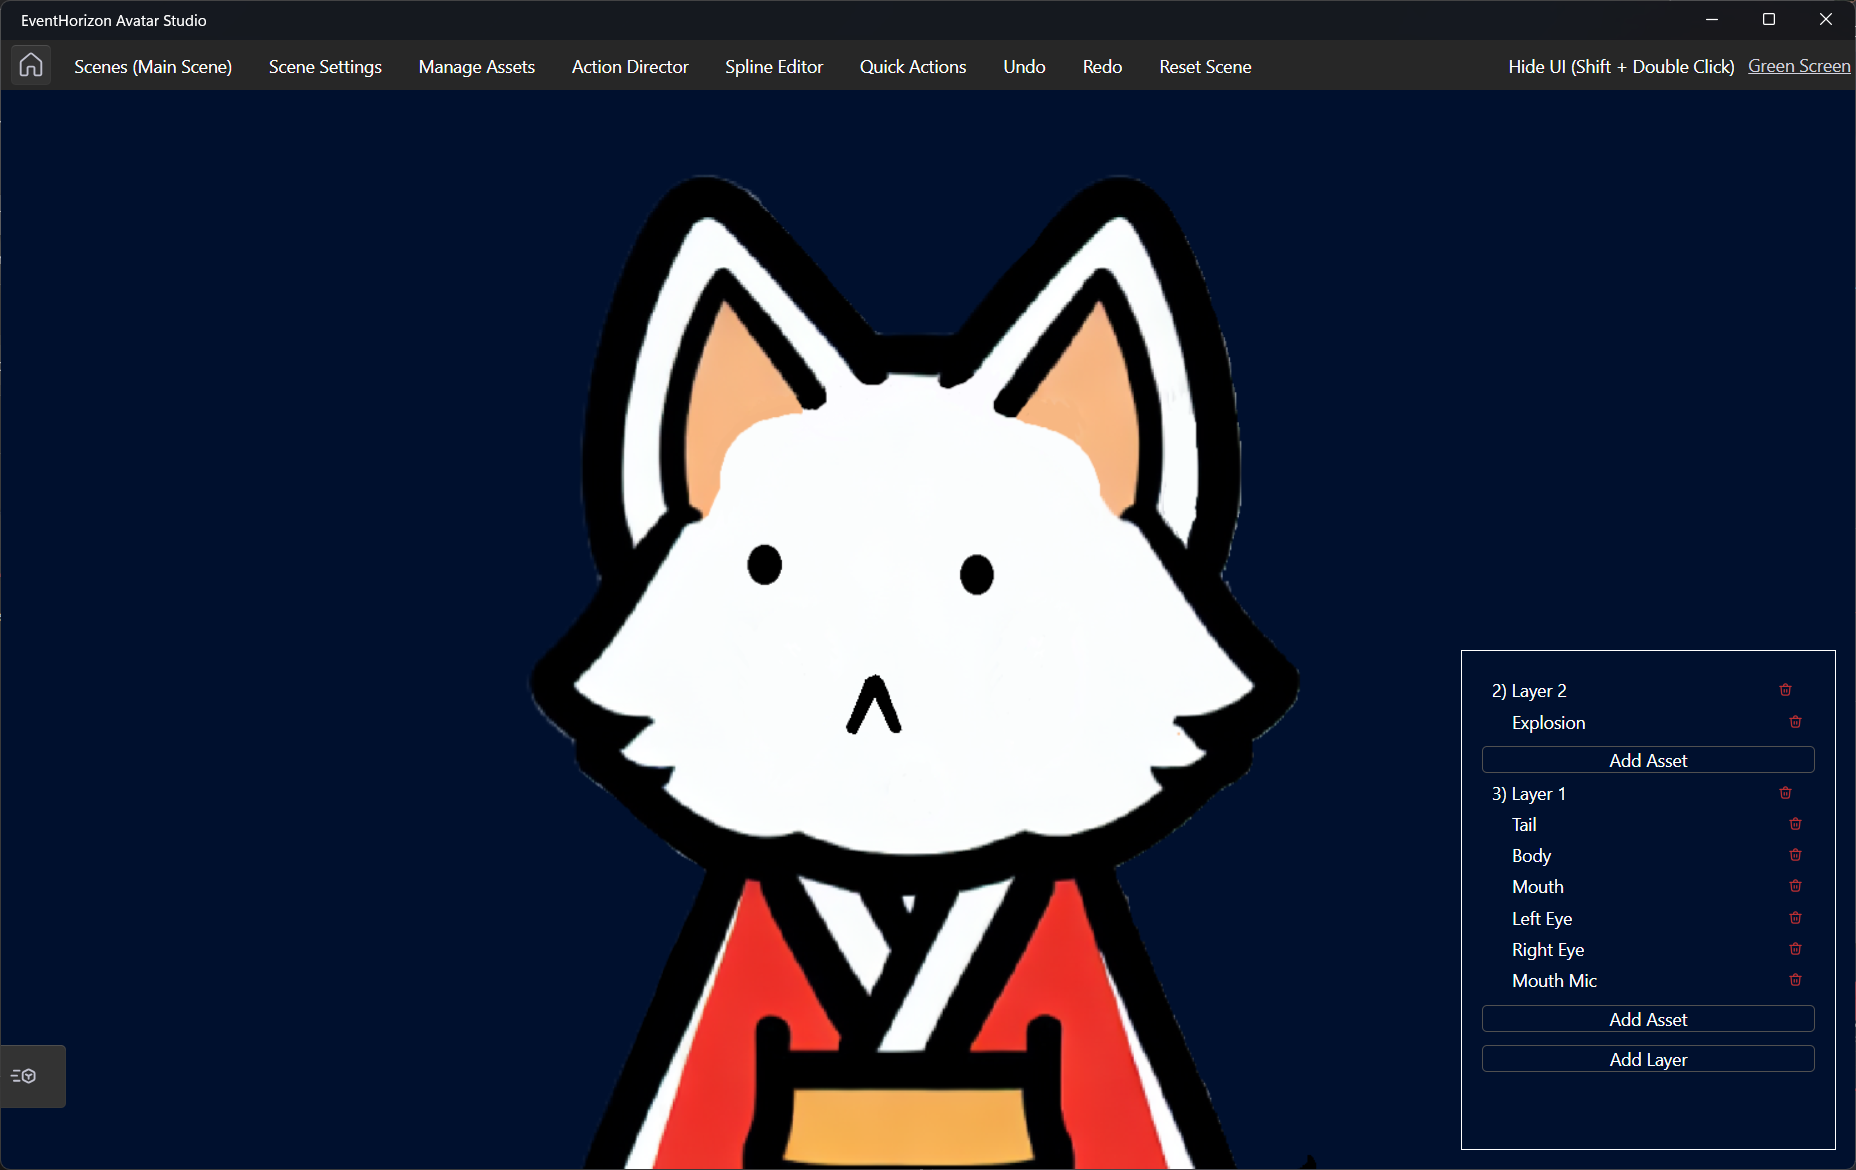 EventHorizon Avatar Studio
Scenes (Main Scene) Scene Settings Manage Assets Action Director Spline Editor Quick Actions Undo Redo Reset Scene Hide UI (Shift + Double Click) Green Screen
2) Layer 2
Explosion
Add Asset
3) Layer 1
Tail
Body
Mouth
Left Eye
Right Eye
Mouth Mic
Add Asset
Add Layer